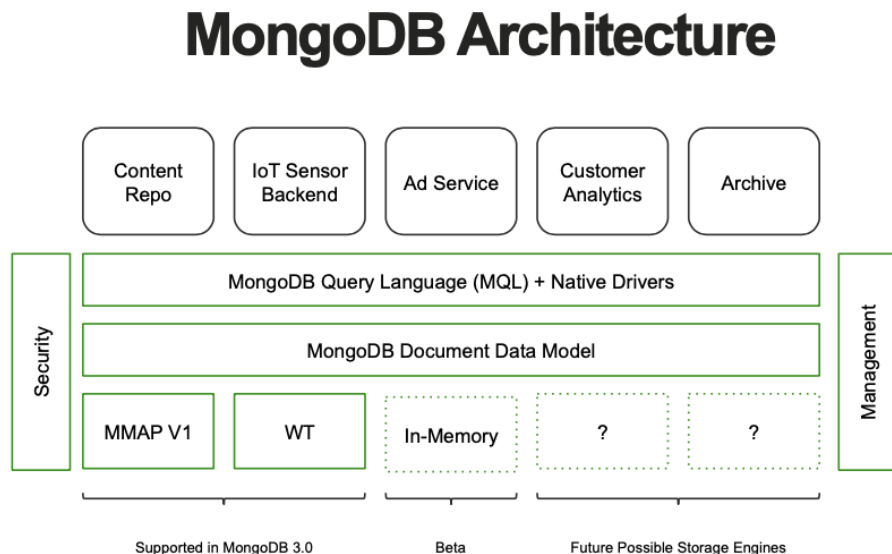 MongoDB Architecture
Content
Repo
IoT Sensor
Backend
Ad Service
Customer
Analytics
Archive
Security
MongoDB Query Language (MQL) + Native Drivers
Management
MongoDB Document Data Model
MMAP V1
WT
In-Memory
?
?
Supported in MongoDB 3.0
Beta
Future Possible Storage Engines